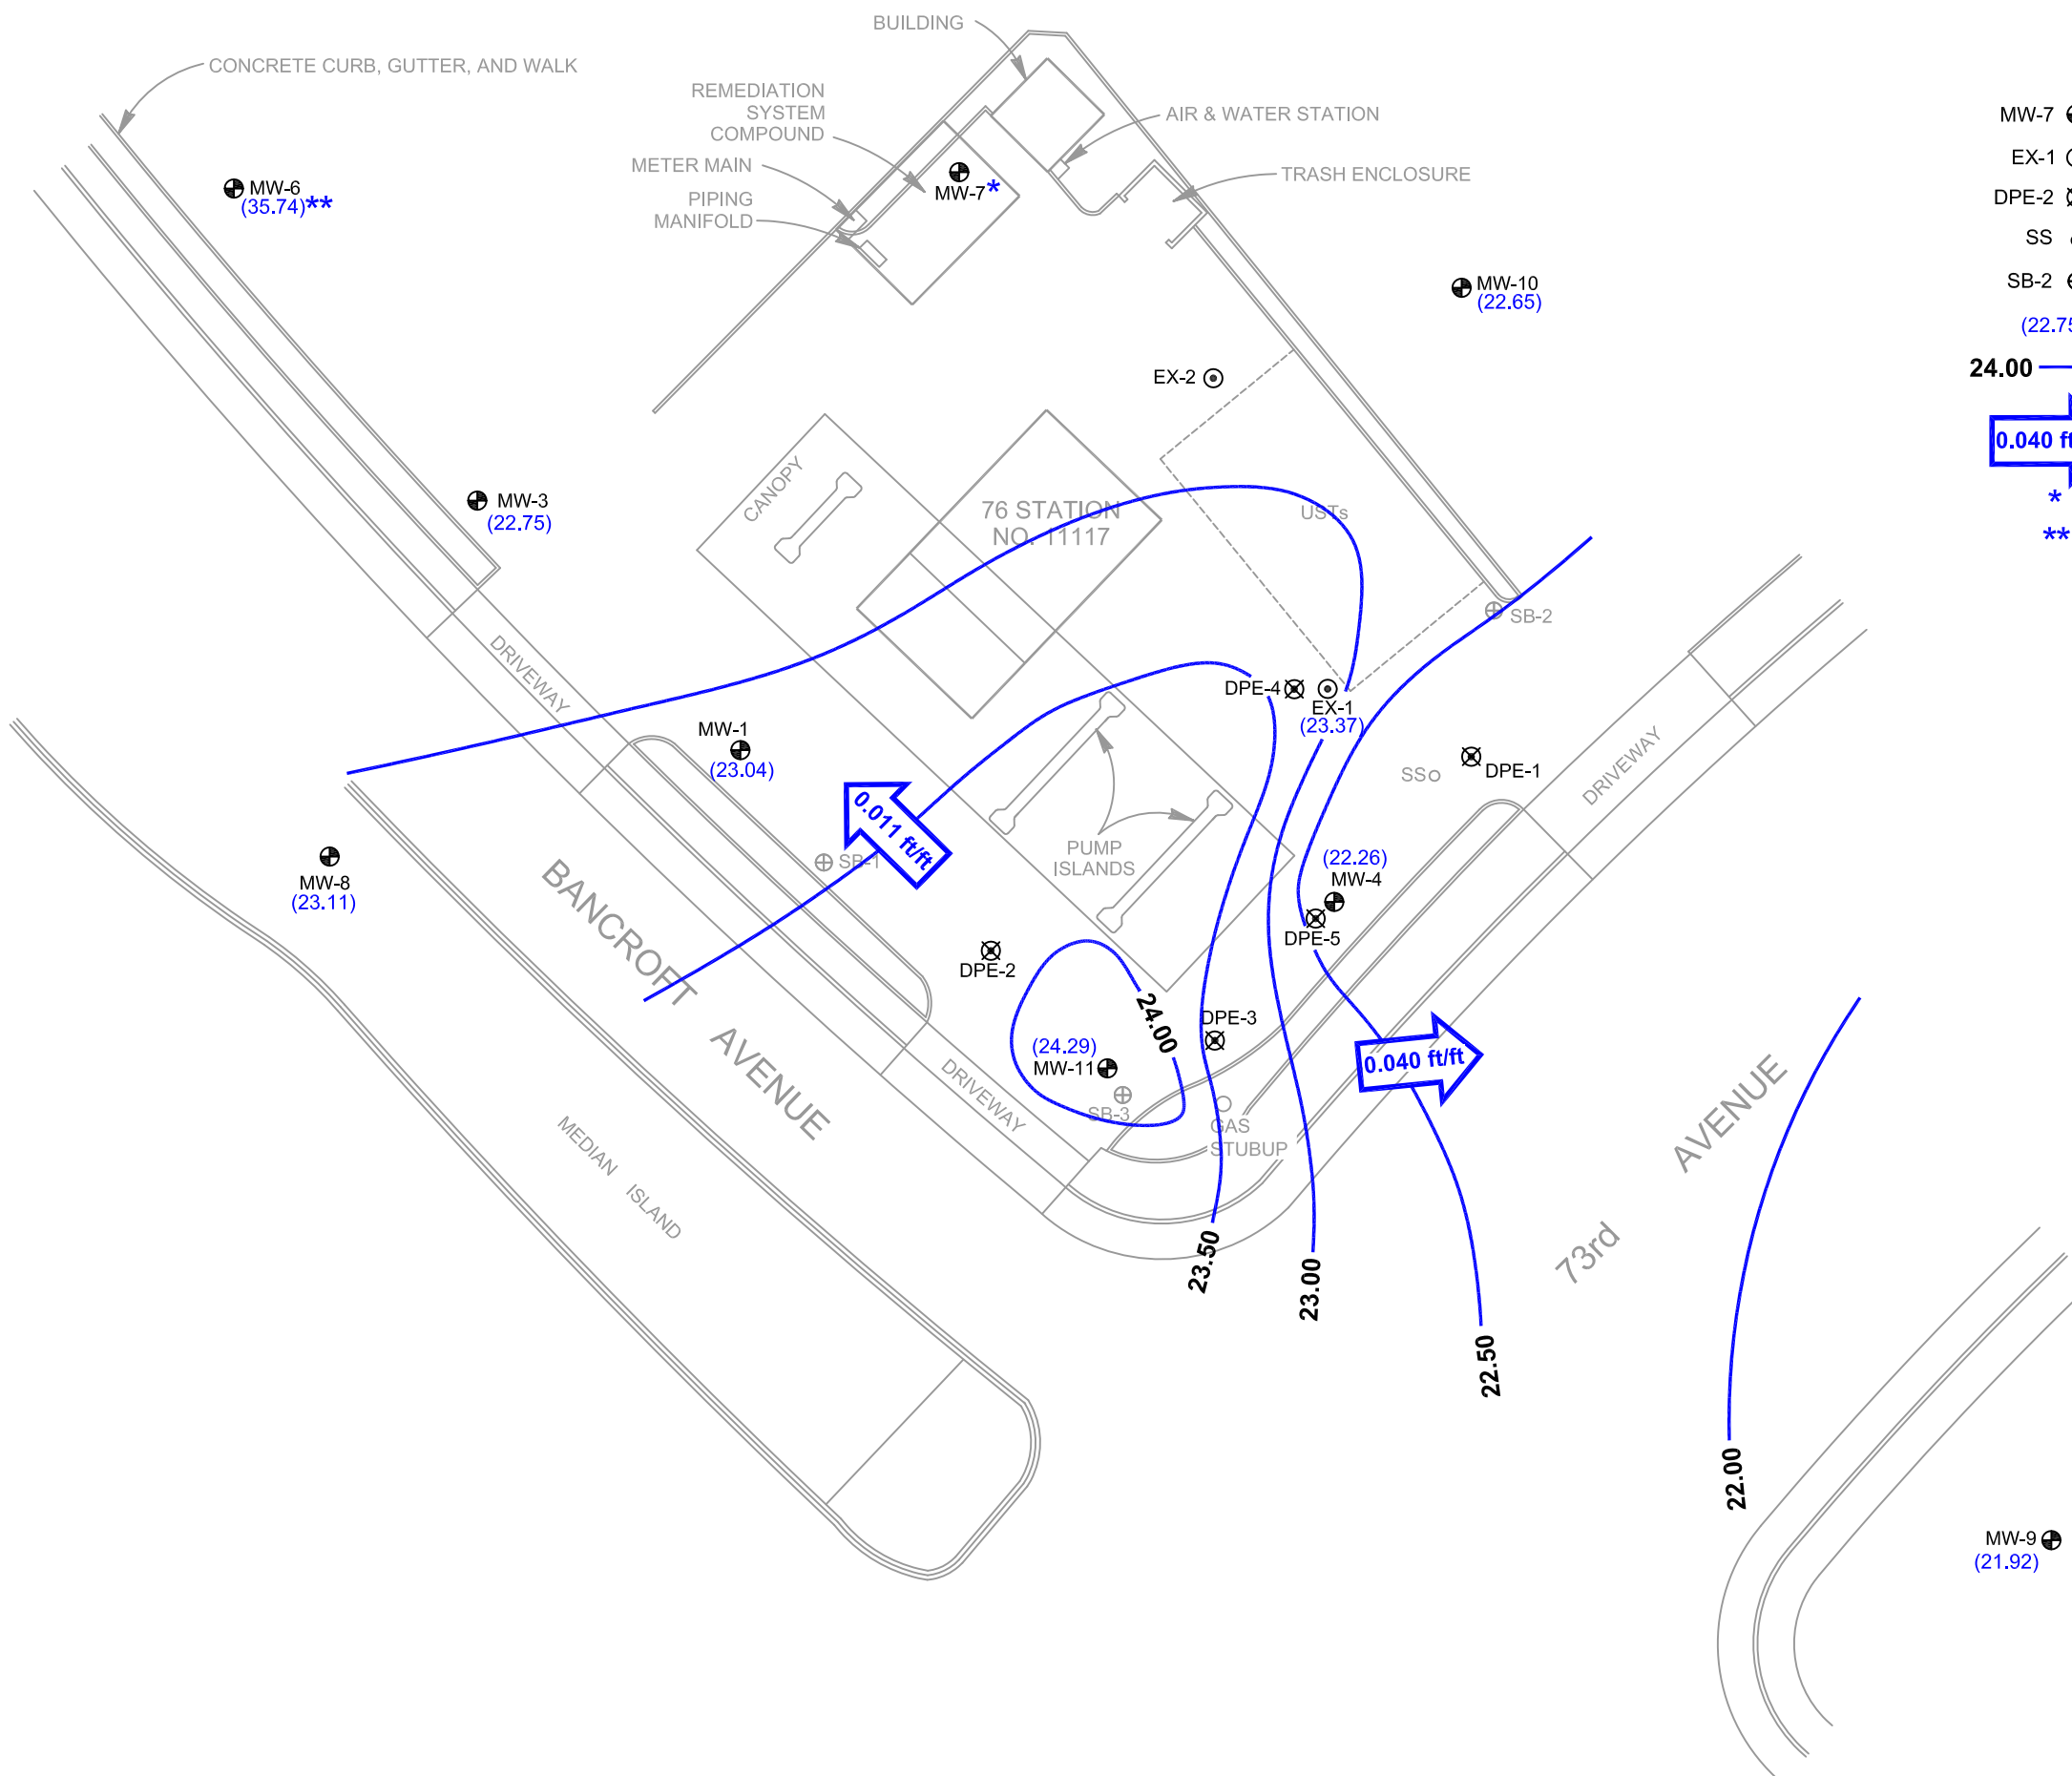 BUILDING
CONCRETE CURB, GUTTER, AND WALK
REMEDIATION
SYSTEM
COMPOUND
AIR & WATER STATION
METER MAIN
TRASH ENCLOSURE
PIPING
MANIFOLD
MW-6
(35.74)**
MW-7*
MW-10
(22.65)
MW-7
EX-1
DPE-2
SS
SB-2
(22.75
24.00
0.040 ft
*
**
EX-2
CANOPY
76 STATION
NO. 11117
USTs
MW-3
(22.75)
SB-2
DRIVEWAY
DPE-4
EX-1
(23.37)
MW-1
(23.04)
SS
DPE-1
DRIVEWAY
0.011 ft/ft
SB-1
PUMP
ISLANDS
(22.26)
MW-4
DPE-5
MW-8
(23.11)
BANCROFT AVENUE
DPE-2
24.00
DPE-3
(24.29)
MW-11
SB-3
0.040 ft/ft
DRIVEWAY
GAS
STUBUP
MEDIAN ISLAND
73rd AVENUE
23.50
23.00
22.50
22.00
MW-9
(21.92)